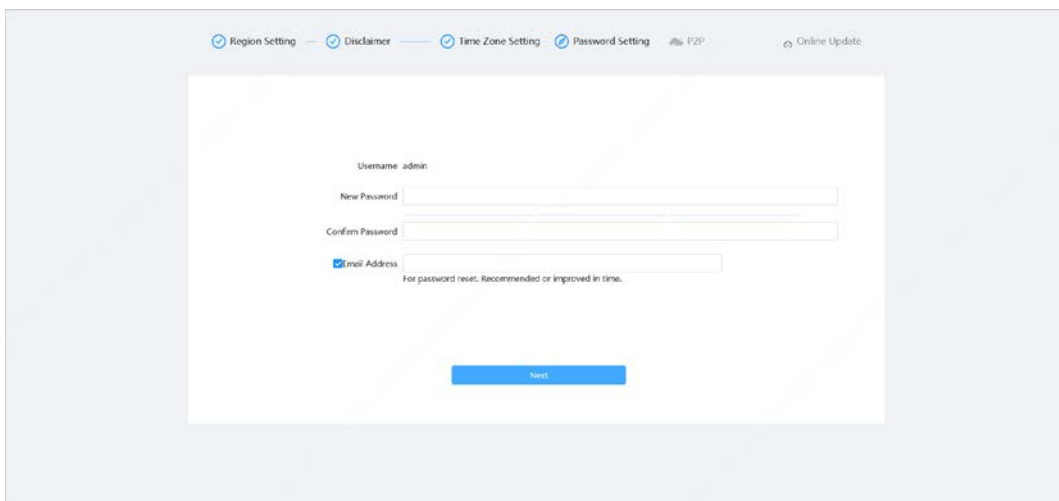 Region Setting Disclaimer Time Zone Setting Password Setting P2P Online Update
Username admin
New Password
Confirm Password
Email Address
For password reset. Recommended or improved in time.
Next